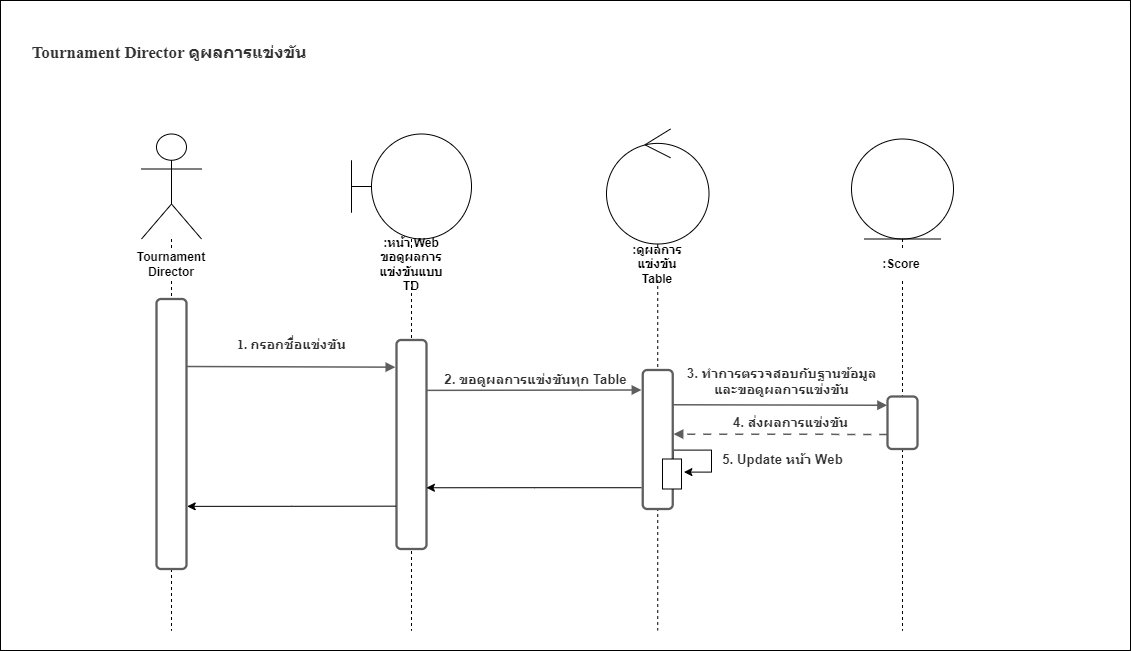 Tournament Director ดูผลการแข่งขัน
Tournament
Director
:หน้า Web
ขอดูผลการ
แข่งขันแบบ
TD
:ดูผลการ
แข่งขัน
Table
:Score
1. กรอกชื่อแข่งขัน
2. ขอดูผลการแข่งขันทุก Table
3. ทำการตรวจสอบกับฐานข้อมูล
และขอดูผลการแข่งขัน
4. ส่งผลการแข่งขัน
5. Update หน้า Web